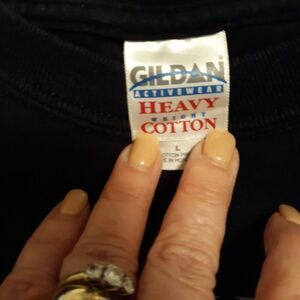 GILDAN
ACTIVEWEAR
HEAVY
WEIGHT
COTTON
L